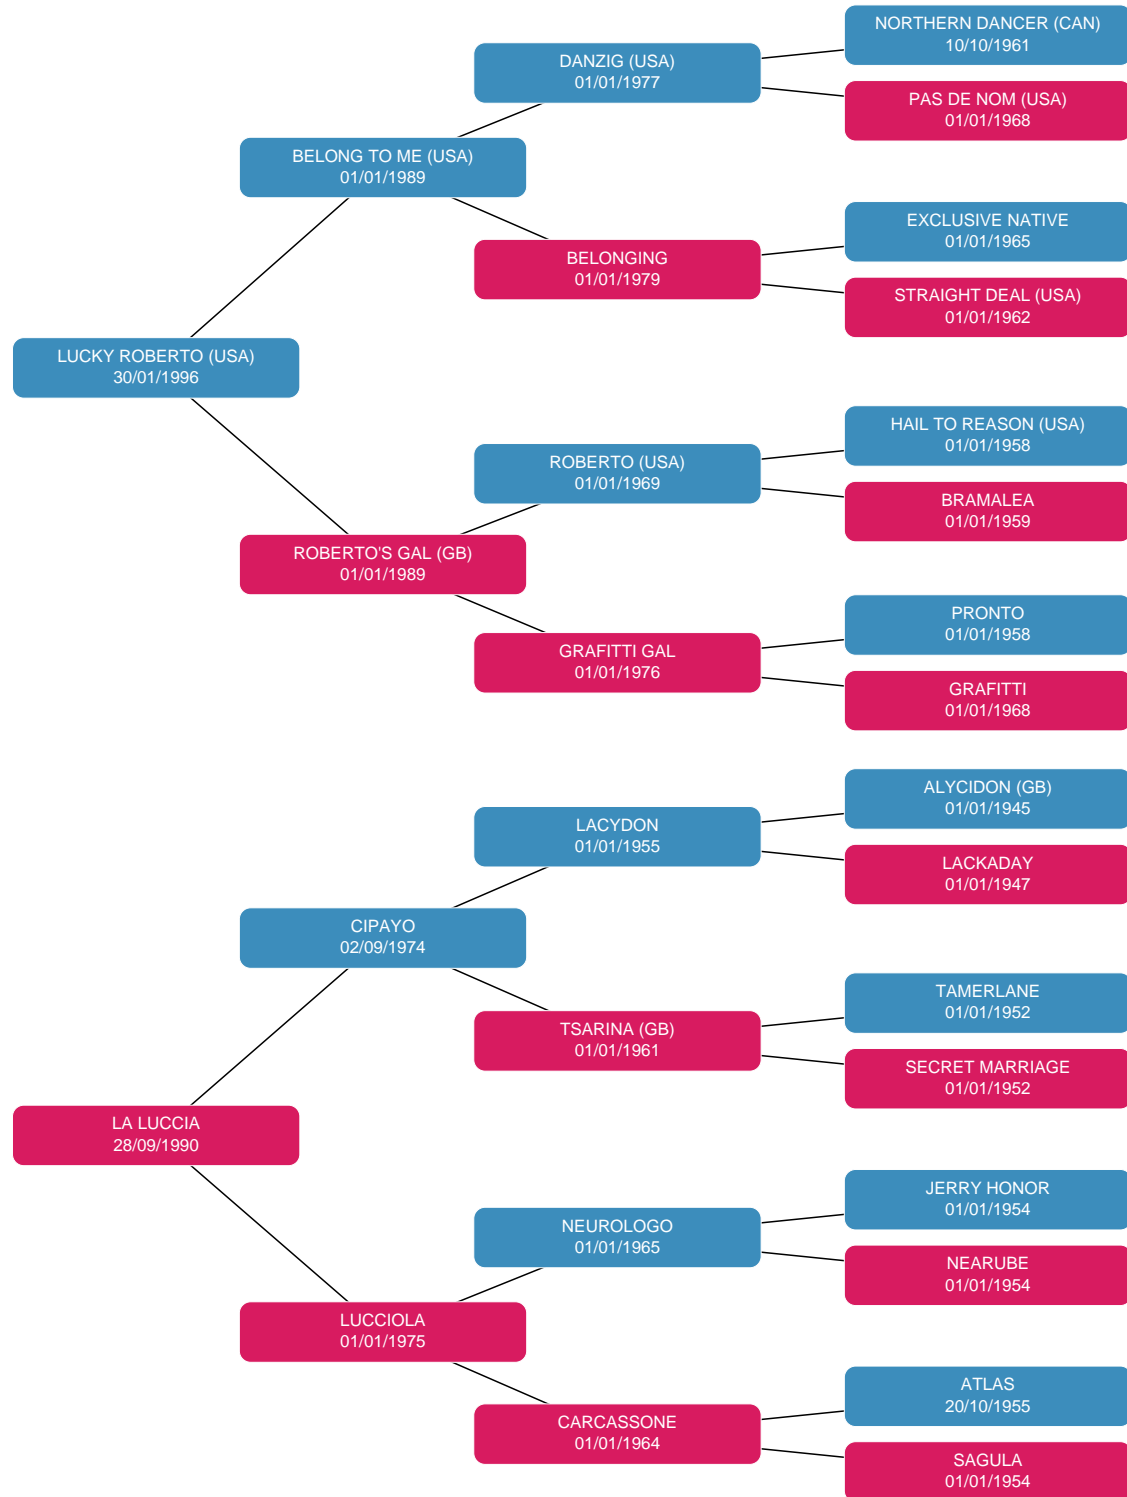 NORTHERN DANCER (CAN)
10/10/1961
DANZIG (USA)
01/01/1977
PAS DE NOM (USA)
01/01/1968
BELONG TO ME (USA)
01/01/1989
EXCLUSIVE NATIVE
01/01/1965
BELONGING
01/01/1979
STRAIGHT DEAL (USA)
01/01/1962
LUCKY ROBERTO (USA)
30/01/1996
HAIL TO REASON (USA)
01/01/1958
ROBERTO (USA)
01/01/1969
BRAMALEA
01/01/1959
ROBERTO'S GAL (GB)
01/01/1989
PRONTO
01/01/1958
GRAFITTI GAL
01/01/1976
GRAFITTI
01/01/1968
ALYCIDON (GB)
01/01/1945
LACYDON
01/01/1955
LACKADAY
01/01/1947
CIPAYO
02/09/1974
TAMERLANE
01/01/1952
TSARINA (GB)
01/01/1961
SECRET MARRIAGE
01/01/1952
LA LUCCIA
28/09/1990
JERRY HONOR
01/01/1954
NEUROLOGO
01/01/1965
NEARUBE
01/01/1954
LUCCIOLA
01/01/1975
ATLAS
20/10/1955
CARCASSONE
01/01/1964
SAGULA
01/01/1954